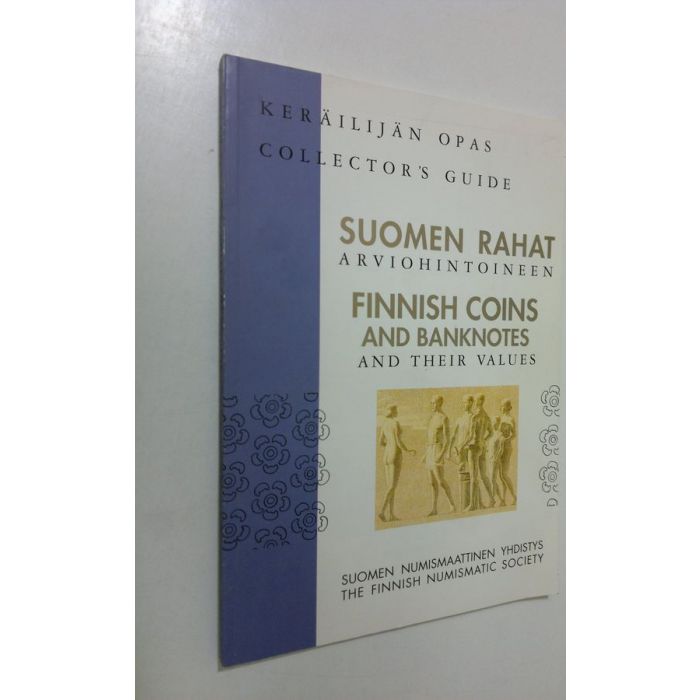 KERÄILIJÄN OPAS
COLLECTOR'S GUIDE
SUOMEN RAHAT
ARVIOHINTOINEEN
FINNISH COINS
AND BANKNOTES
AND THEIR VALUES
SUOMEN NUMISMAATTINEN YHDISTYS
THE FINNISH NUMISMATIC SOCIETY